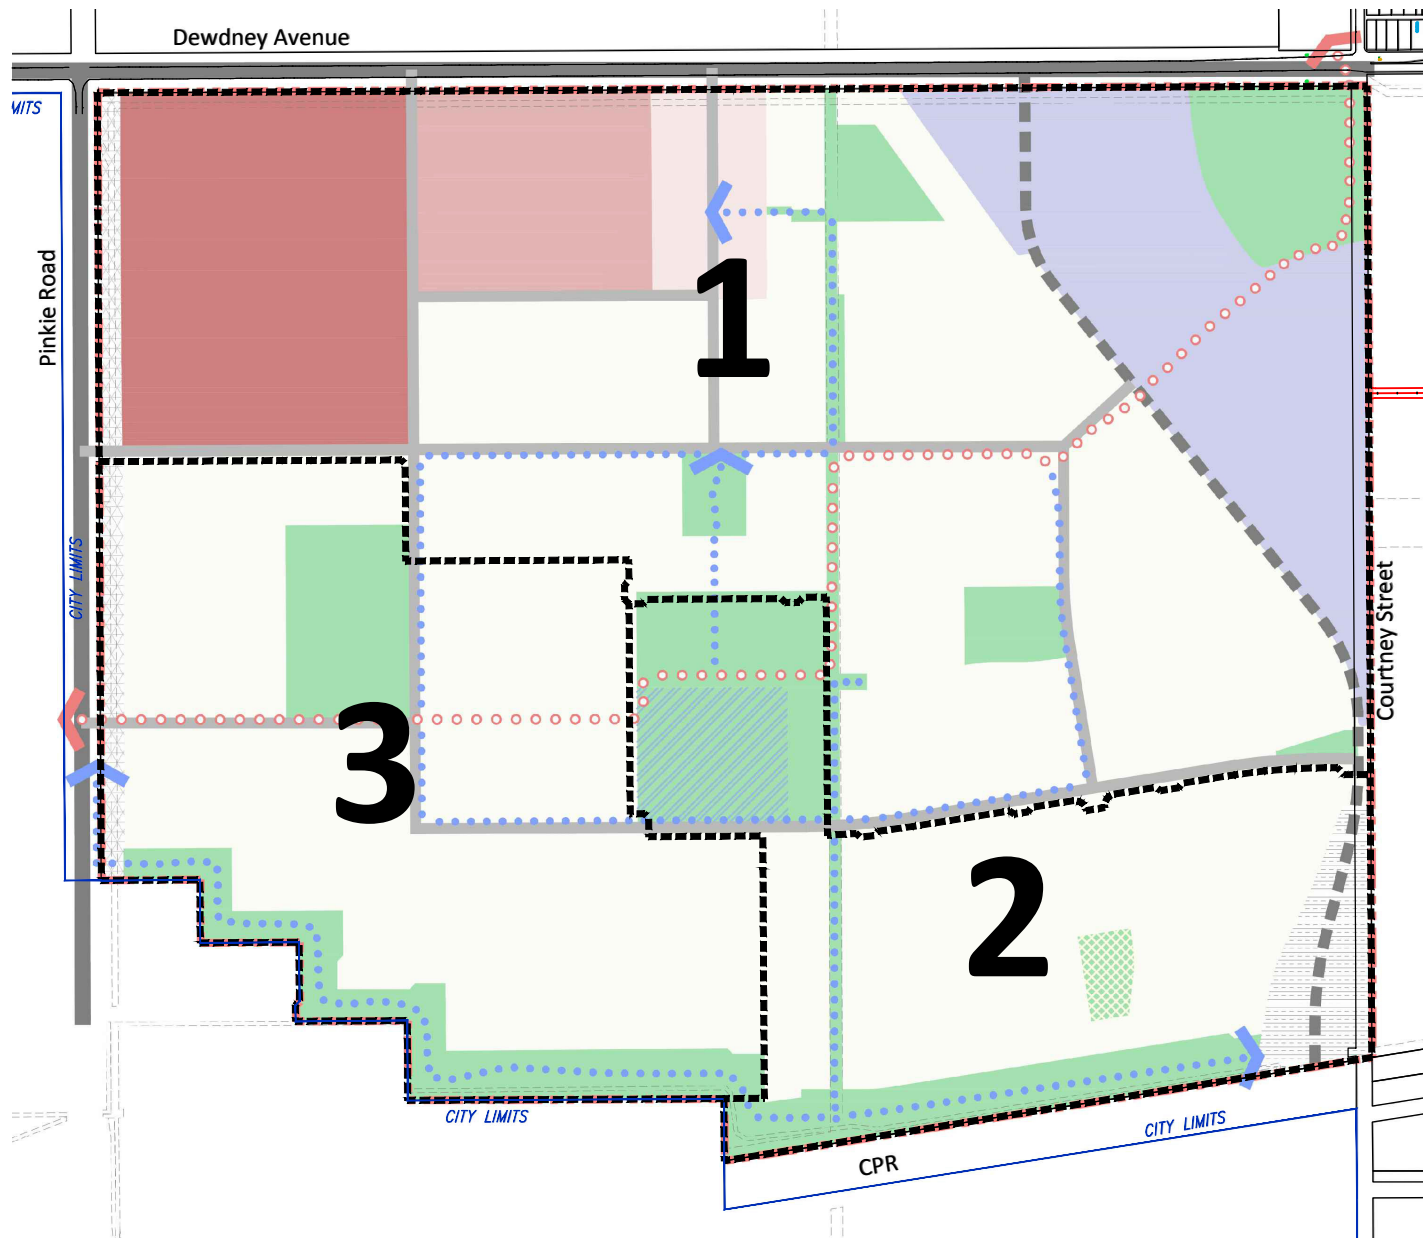 Dewdney Avenue
MITS
Pinkie Road
1
CITY LIMITS
Courtney Street
3
2
CITY LIMITS
CITY LIMITS
CPR